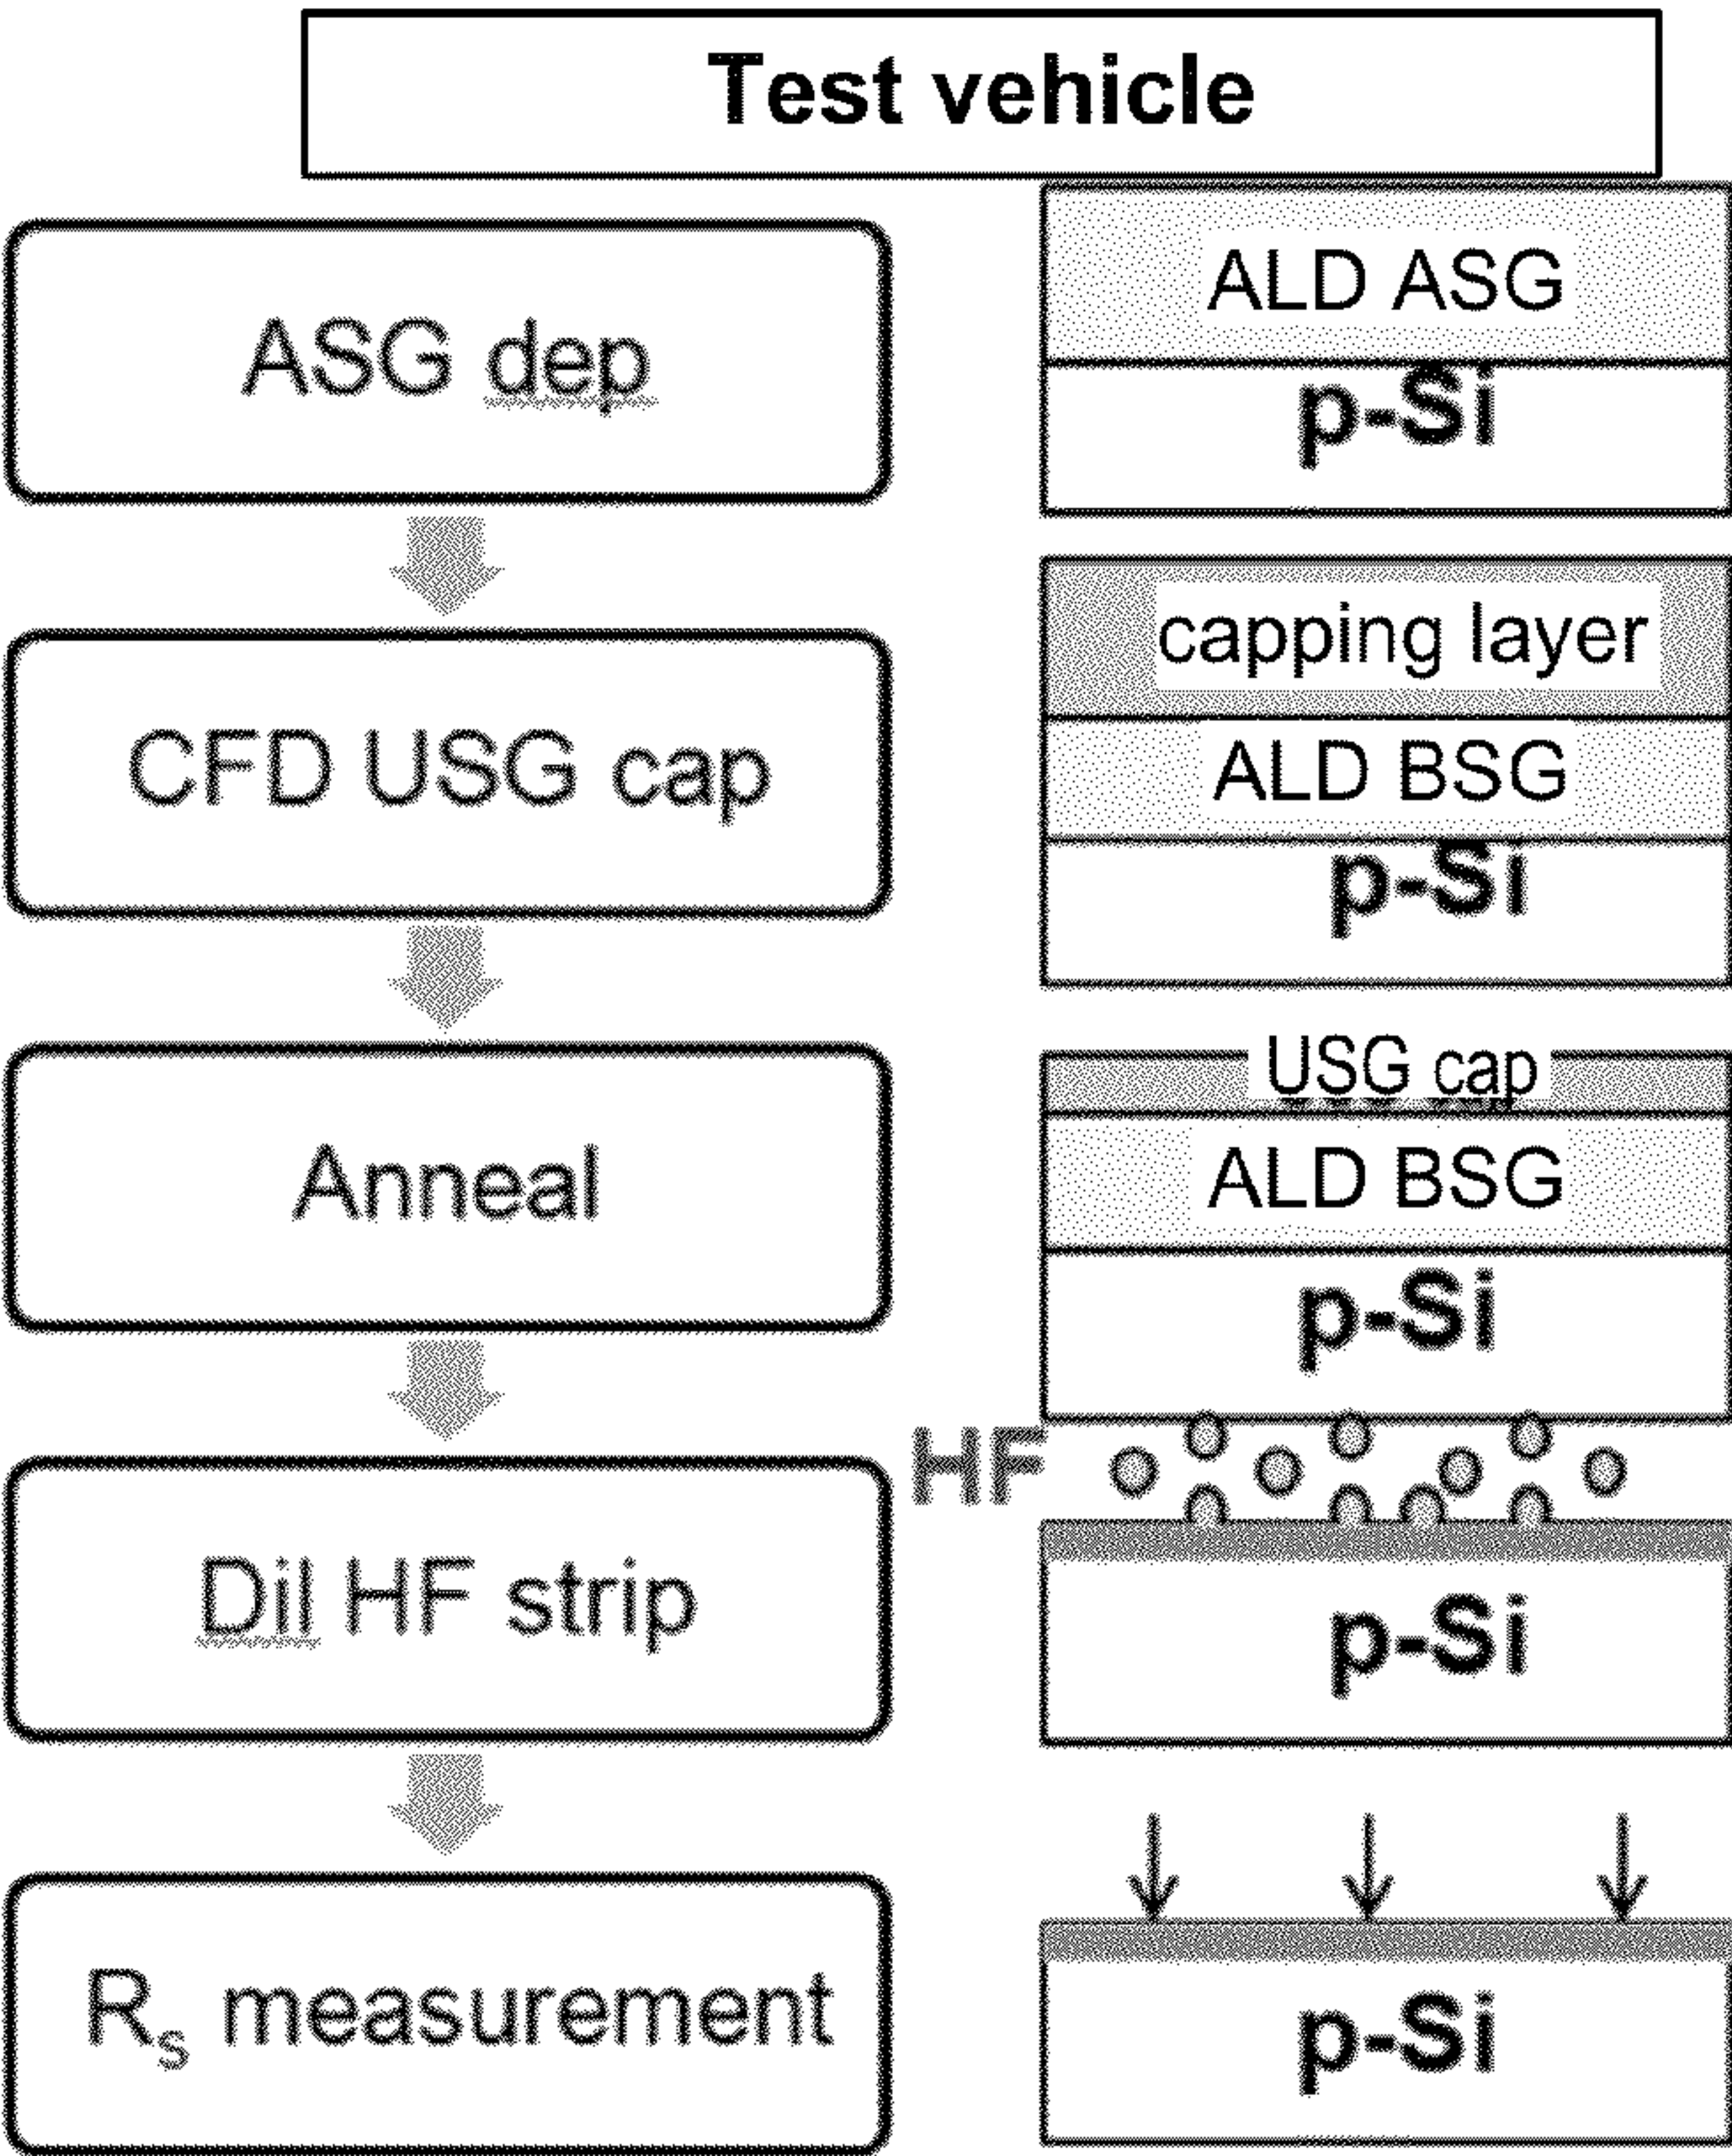 Test vehicle
ASG dep
ALD ASG
p-Si
CFD USG cap
capping layer
ALD BSG
p-Si
Anneal
USG cap
ALD BSG
p-Si
Dil HF strip
HF
p-Si
Rs measurement
p-Si